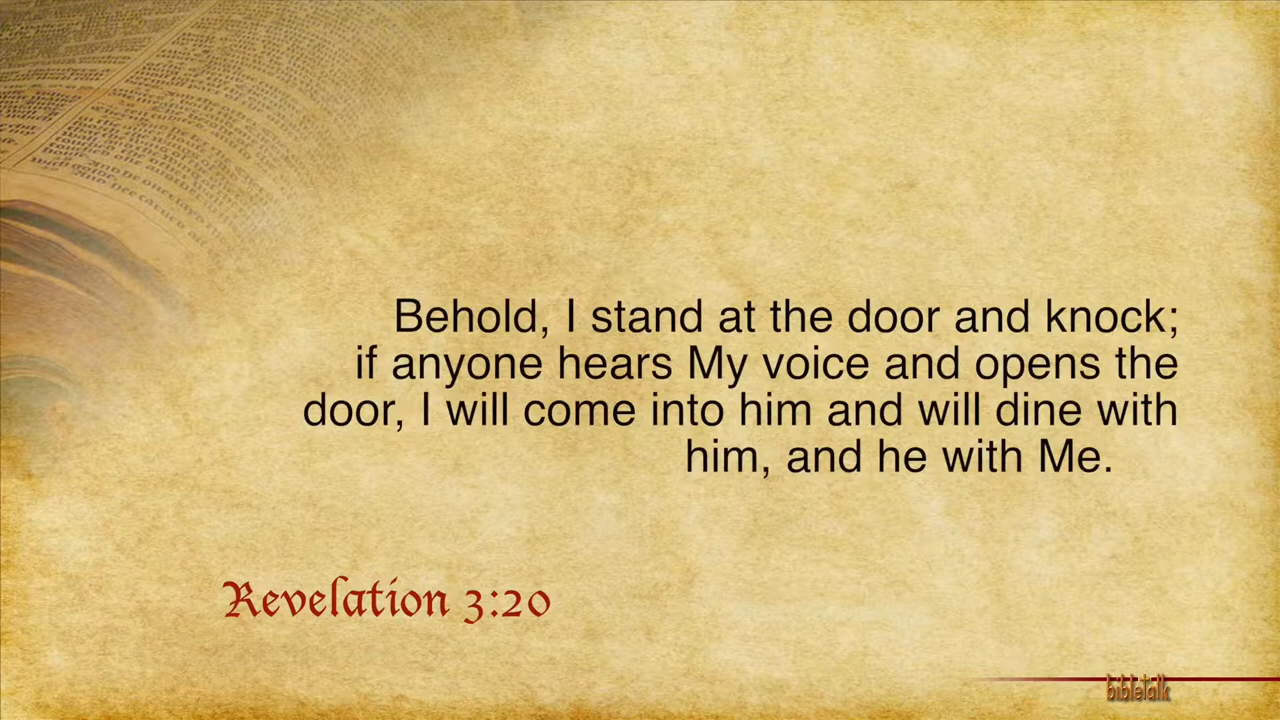 Behold, I stand at the door and knock;
if anyone hears My voice and opens the
door, I will come into him and will dine with
him, and he with Me.
Revelation 3:20
bibletalk